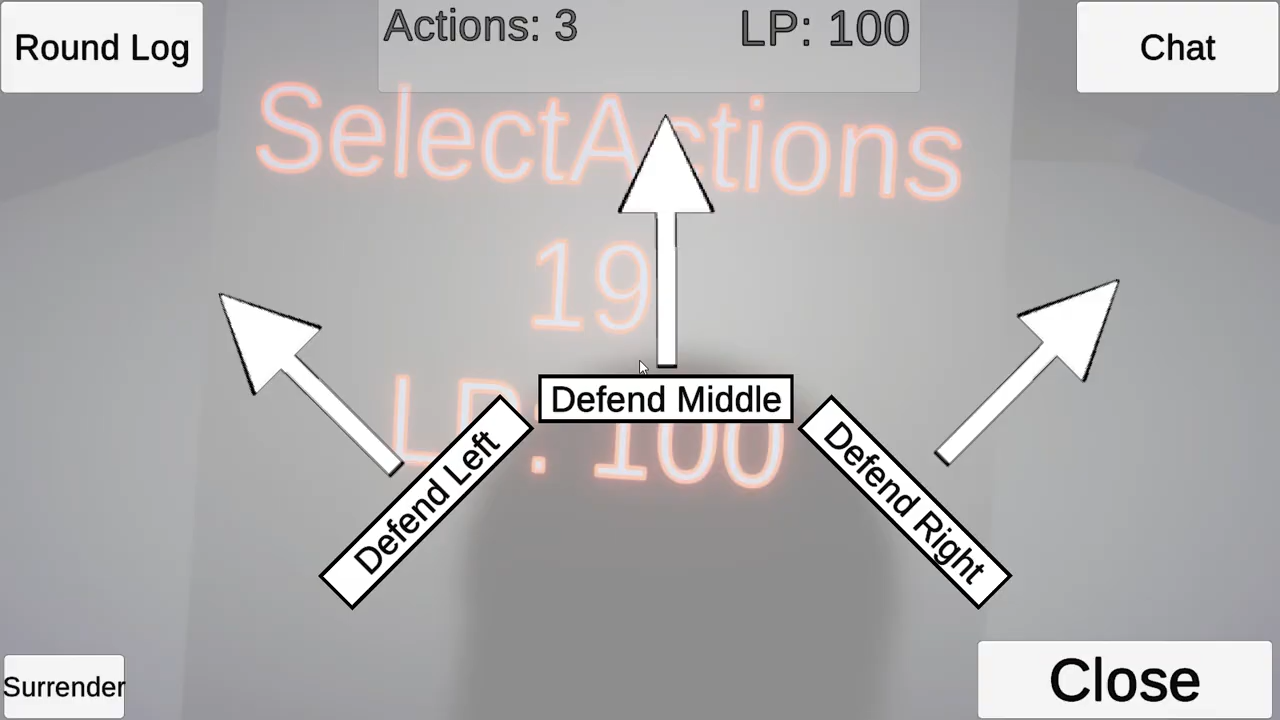 Round Log
Actions: 3
LP: 100
Chat
SelectActions
19
LP: 100
Defend Middle
Defend Left
Defend Right
Surrender
Close